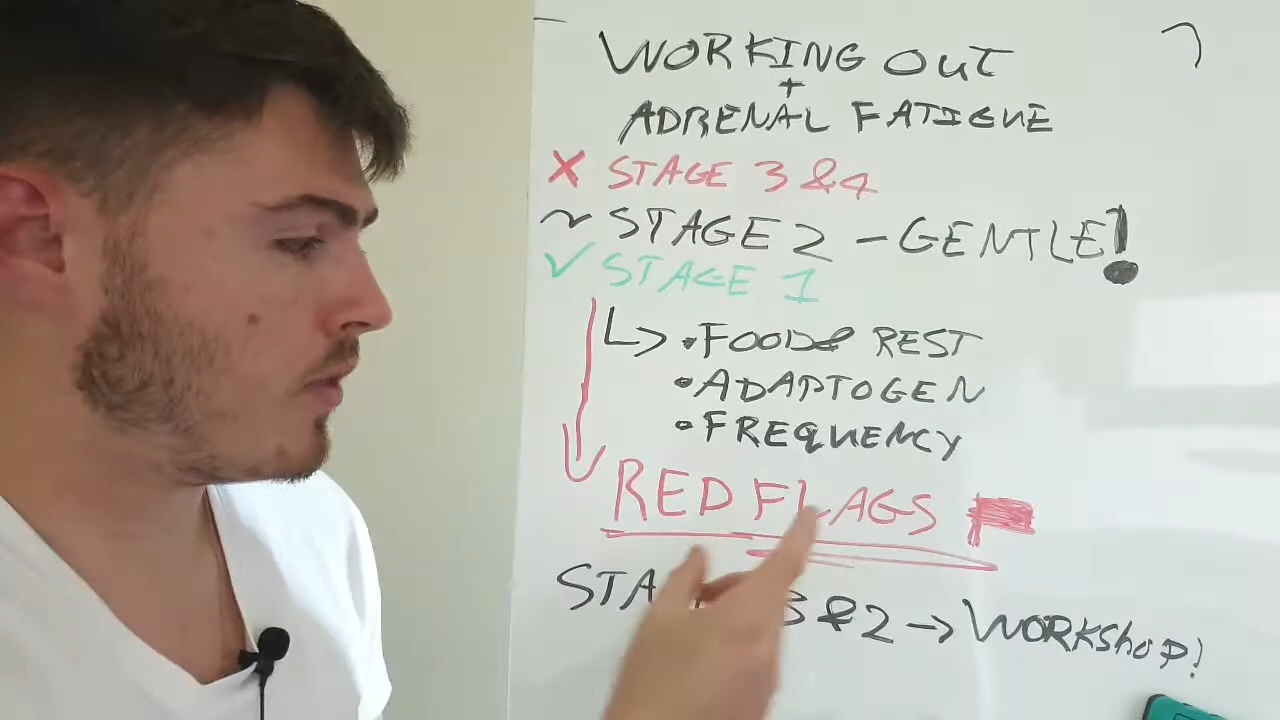 WORKING OUT
+
ADRENAL FATIGUE
X STAGE 3 & 4
~ STAGE 2 - GENTLE!
✓ STAGE 1
↳ • FOOD & REST
• ADAPTOGEN
• FREQUENCY
RED FLAGS
3 & 2 → WORKSHOP!